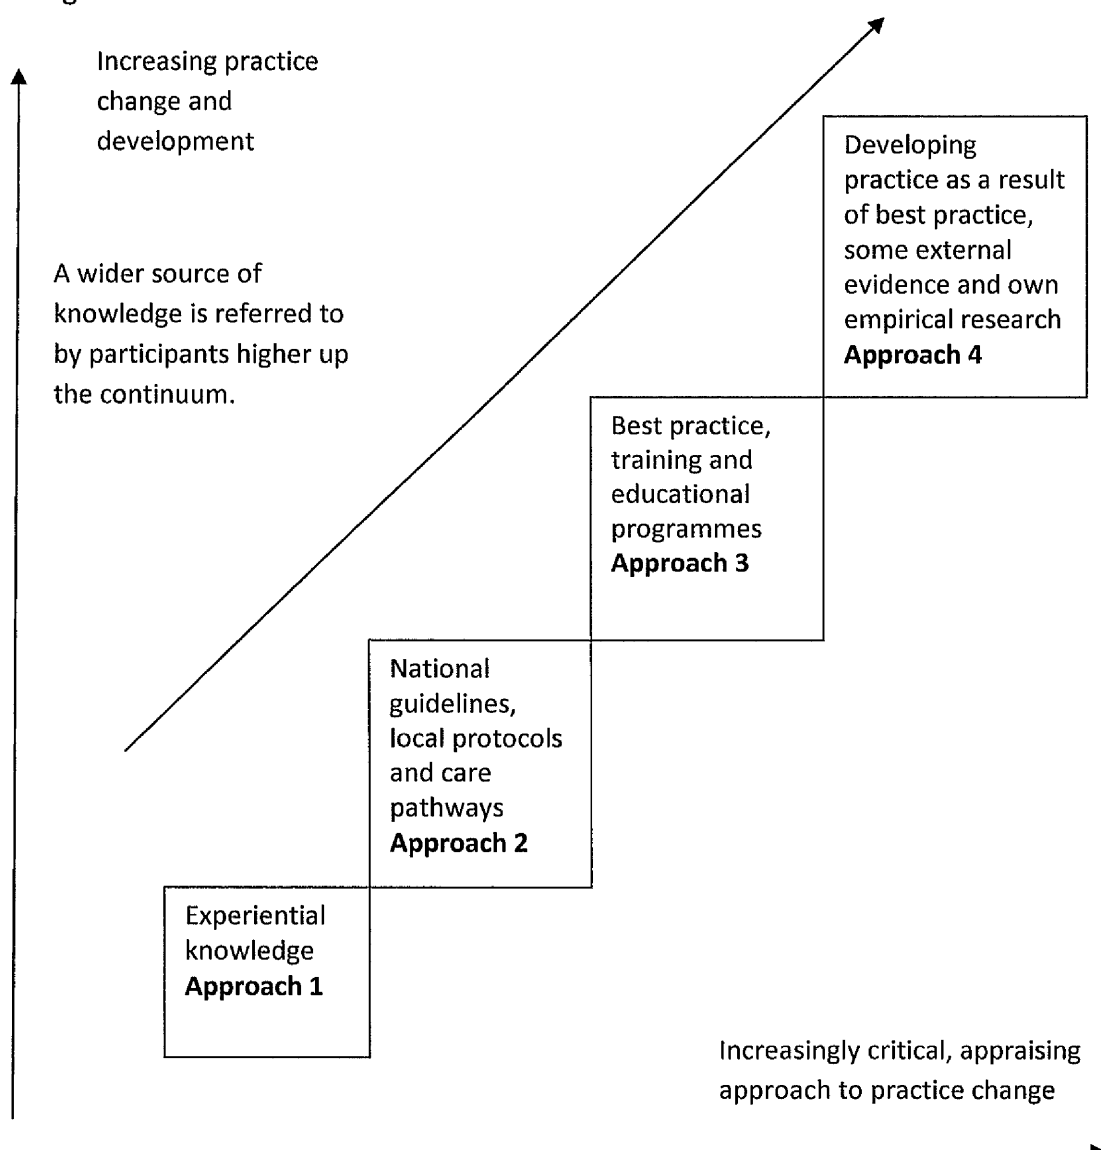 Increasing practice
change and
development
A wider source of
knowledge is referred to
by participants higher up
the continuum.
Developing
practice as a result
of best practice,
some external
evidence and own
empirical research
Approach 4
Best practice,
training and
educational
programmes
Approach 3
National
guidelines,
local protocols
and care
pathways
Approach 2
Experiential
knowledge
Approach 1
Increasingly critical, appraising
approach to practice change